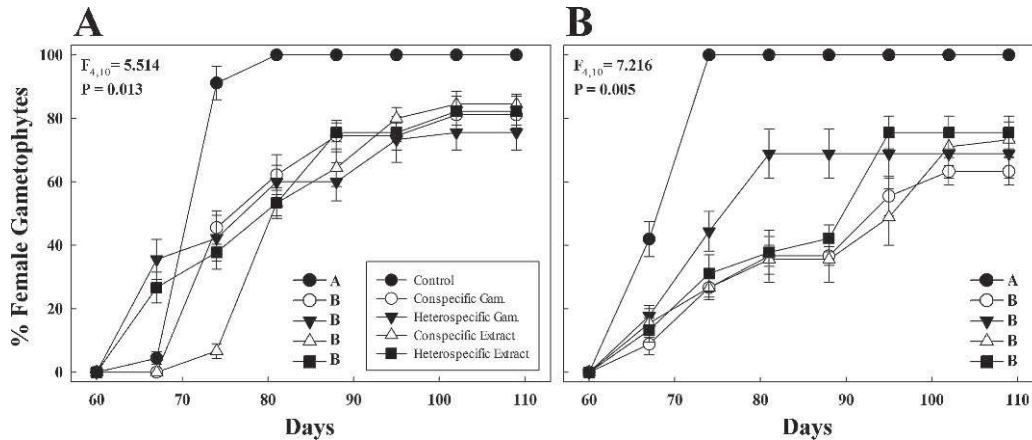 A
B
F4,10= 5.514
P = 0.013
F4,10= 7.216
P = 0.005
% Female Gametophytes
100
80
60
40
20
0
A
B
B
B
B
Control
Conspecific Gam.
Heterospecific Gam.
Conspecific Extract
Heterospecific Extract
A
B
B
B
B
60 70 80 90 100 110
60 70 80 90 100 110
Days
Days